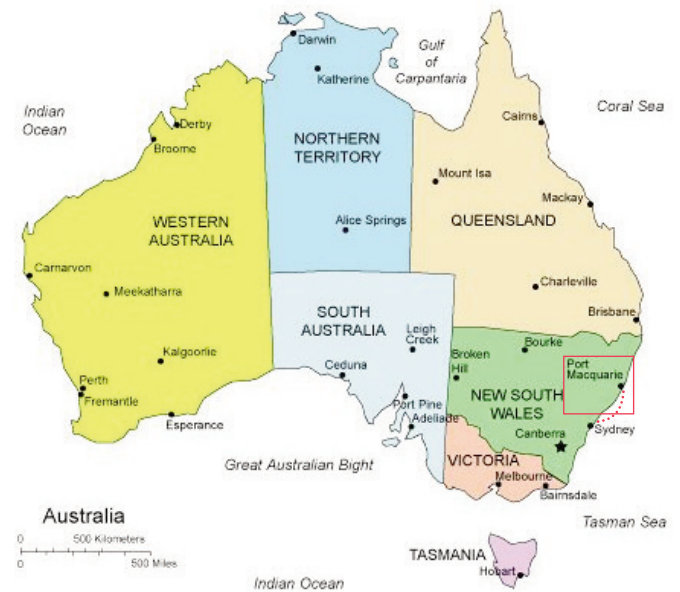 Darwin
Gulf
of
Carpantaria
Katherine
Indian
Ocean
Coral Sea
Cairns
Derby
Broome
NORTHERN
TERRITORY
Mount Isa
Mackay
WESTERN
AUSTRALIA
Alice Springs
QUEENSLAND
Carnarvon
Meekatharra
Charleville
SOUTH
AUSTRALIA
Brisbane
Leigh
Creek
Bourke
Kalgoorlie
Broken
Hill
Port
Macquarie
Ceduna
Perth
Fremantle
NEW SOUTH
WALES
Port Pine
Adeliade
Esperance
Canberra
Sydney
Great Australian Bight
VICTORIA
Melbourne
Bairnsdale
Australia
Tasman Sea
0 500 Kilometers
0 500 Miles
TASMANIA
Hobart
Indian Ocean